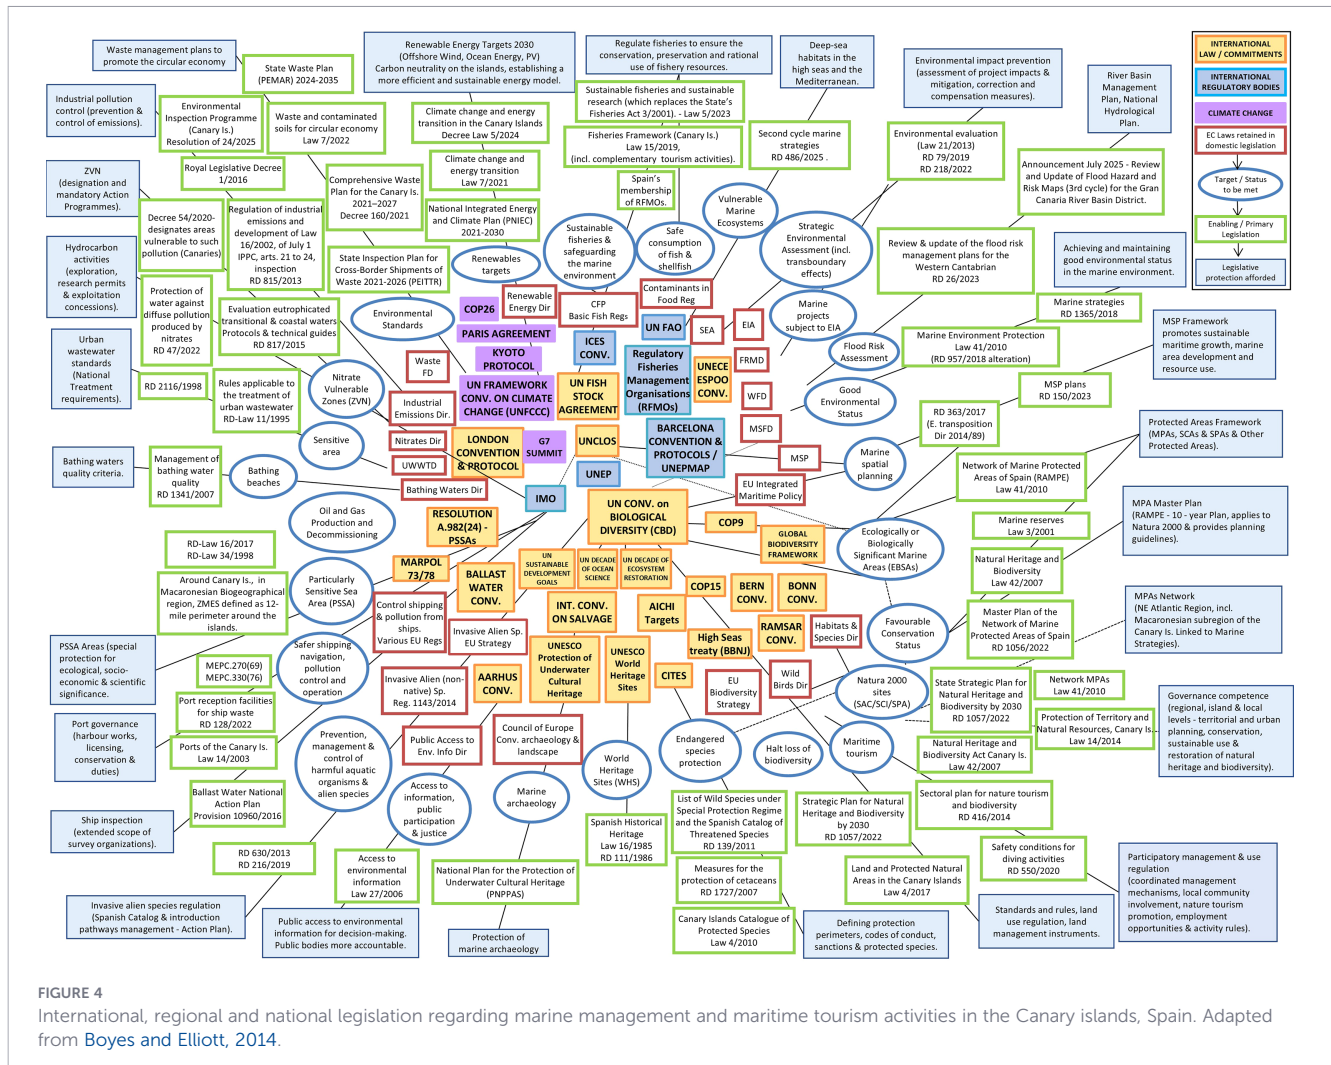 Waste management plans to
promote the circular economy
State Waste Plan
(PEMAR) 2024-2035
Renewable Energy Targets 2030
(Offshore Wind, Ocean Energy, PV)
Carbon neutrality on the islands, establishing a
more efficient and sustainable energy model.
Regulate fisheries to ensure the
conservation, preservation and rational
use of fishery resources.
Deep-sea
habitats in the
high seas and the
Mediterranean.
Environmental impact prevention
(assessment of project impacts &
mitigation, correction and
compensation measures).
River Basin
Management
Plan, National
Hydrological
Plan.
INTERNATIONAL
LAW / COMMITMENTS
INTERNATIONAL
REGULATORY BODIES
CLIMATE CHANGE
EC Laws retained in
domestic legislation
Target / Status
to be met
Enabling / Primary
Legislation
Legislative
protection afforded
Industrial pollution
control (prevention &
control of emissions).
Environmental
Inspection Programme
(Canary Is.)
Resolution of 24/2025
Waste and contaminated
soils for circular economy
Law 7/2022
Climate change and energy
transition in the Canary Islands
Decree Law 5/2024
Sustainable fisheries and sustainable
research (which replaces the State's
Fisheries Act 3/2001). - Law 5/2023
Fisheries Framework (Canary Is.)
Law 15/2019,
(incl. complementary tourism activities).
Second cycle marine
strategies
RD 486/2025 .
Environmental evaluation
(Law 21/2013)
RD 79/2019
RD 218/2022
Announcement July 2025 - Review
and Update of Flood Hazard and
Risk Maps (3rd cycle) for the Gran
Canaria River Basin District.
ZVN
(designation and
mandatory Action
Programmes).
Royal Legislative Decree
1/2016
Climate change and
energy transition
Law 7/2021
Spain's
membership
of RFMOs.
Decree 54/2020-
designates areas
vulnerable to such
pollution (Canaries)
Regulation of industrial
emissions and
development of Law
16/2002, of July 1
IPPC, arts. 21 to 24,
inspection
RD 815/2013
Comprehensive Waste
Plan for the Canary Is.
2021–2027
Decree 160/2021
National Integrated Energy
and Climate Plan (PNIEC)
2021-2030
Sustainable
fisheries &
safeguarding
the marine
environment
Safe
consumption
of fish &
shellfish
Vulnerable
Marine
Ecosystems
Strategic
Environmental
Assessment (incl.
transboundary
effects)
Review & update of the flood risk
management plans for the
Western Cantabrian
RD 26/2023
Achieving and maintaining
good environmental status
in the marine environment.
Hydrocarbon
activities
(exploration,
research permits
& exploitation
concessions).
State Inspection Plan for
Cross-Border Shipments of
Waste 2021-2026 (PEITTR)
Renewables
targets
Protection of
water against
diffuse pollution
produced by
nitrates
RD 47/2022
Evaluation eutrophicated
transitional & coastal waters
Protocols & technical guides
RD 817/2015
Environmental
Standards
COP26
Renewable
Energy Dir
CFP
Basic Fish Regs
Contaminants in
Food Reg
Marine
projects
subject to EIA
Marine strategies
RD 1365/2018
PARIS AGREEMENT
UN FAO
SEA
EIA
Marine Environment Protection
Law 41/2010
(RD 957/2018 alteration)
MSP Framework
promotes sustainable
maritime growth, marine
area development and
resource use.
Urban
wastewater
standards
(National
Treatment
requirements).
KYOTO
PROTOCOL
ICES
CONV.
Regulatory
Fisheries
Management
Organisations
(RFMOs)
UNECE
ESPOO
CONV.
FRMD
Flood Risk
Assessment
Waste
FD
RD 2116/1998
Rules applicable to
the treatment of
urban wastewater
RD-Law 11/1995
Nitrate
Vulnerable
Zones (ZVN)
UN FRAMEWORK
CONV. ON CLIMATE
CHANGE (UNFCCC)
UN FISH
STOCK
AGREEMENT
WFD
Good
Environmental
Status
MSP plans
RD 150/2023
Industrial
Emissions Dir.
RD 363/2017
(E. transposition
Dir 2014/89)
Protected Areas Framework
(MPAs, SCAs & SPAs & Other
Protected Areas).
Sensitive
area
Nitrates Dir
LONDON
CONVENTION
& PROTOCOL
G7
SUMMIT
UNCLOS
BARCELONA
CONVENTION &
PROTOCOLS /
UNEPMAP
MSFD
MSP
Marine
spatial
planning
Bathing waters
quality criteria.
Management of
bathing water
quality
RD 1341/2007
Bathing
beaches
UWWTD
Bathing Waters Dir
UNEP
EU Integrated
Maritime Policy
Network of Marine Protected
Areas of Spain (RAMPE)
Law 41/2010
IMO
UN CONV. on
BIOLOGICAL
DIVERSITY (CBD)
MPA Master Plan
(RAMPE - 10 - year Plan, applies to
Natura 2000 & provides planning
guidelines).
Oil and Gas
Production and
Decommissioning
RESOLUTION
A.982(24) -
PSSAs
COP9
GLOBAL
BIODIVERSITY
FRAMEWORK
Ecologically or
Biologically
Significant Marine
Areas (EBSAs)
Marine reserves
Law 3/2001
RD-Law 16/2017
RD-Law 34/1998
Natural Heritage and
Biodiversity
Law 42/2007
Around Canary Is., in
Macaronesian Biogeographical
region, ZMES defined as 12-
mile perimeter around the
islands.
Particularly
Sensitive Sea
Area (PSSA)
MARPOL
73/78
BALLAST
WATER
CONV.
UN
SUSTAINABLE
DEVELOPMENT
GOALS
UN DECADE
OF OCEAN
SCIENCE
UN DECADE OF
ECOSYSTEM
RESTORATION
COP15
BERN
CONV.
BONN
CONV.
MPAs Network
(NE Atlantic Region, incl.
Macaronesian subregion of
the Canary Is. Linked to Marine
Strategies).
Control shipping
& pollution from
ships.
Various EU Regs
INT. CONV.
ON SALVAGE
AICHI
Targets
Master Plan of the
Network of Marine
Protected Areas of Spain
RD 1056/2022
PSSA Areas (special
protection for
ecological, socio-
economic & scientific
significance.
Safer shipping
navigation,
pollution
control and
operation
Invasive Alien Sp.
EU Strategy
High Seas
treaty (BBNJ)
RAMSAR
CONV.
Habitats &
Species Dir
Favourable
Conservation
Status
MEPC.270(69)
MEPC.330(76)
Invasive Alien (non-
native) Sp.
Reg. 1143/2014
AARHUS
CONV.
UNESCO
Protection of
Underwater
Cultural
Heritage
UNESCO
World
Heritage
Sites
CITES
EU
Biodiversity
Strategy
Wild
Birds Dir
Natura 2000
sites
(SAC/SCI/SPA)
State Strategic Plan for
Natural Heritage and
Biodiversity by 2030
RD 1057/2022
Network MPAs
Law 41/2010
Governance competence
(regional, island & local
levels - territorial and urban
planning, conservation,
sustainable use &
restoration of natural
heritage and biodiversity).
Port reception facilities
for ship waste
RD 128/2022
Protection of Territory and
Natural Resources, Canary Is.
Law 14/2014
Port governance
(harbour works,
licensing,
conservation &
duties)
Ports of the Canary Is.
Law 14/2003
Prevention,
management &
control of
harmful aquatic
organisms &
alien species
Public Access to
Env. Info Dir
Council of Europe
Conv. archaeology &
landscape
World
Heritage
Sites (WHS)
Endangered
species
protection
Halt loss of
biodiversity
Maritime
tourism
Natural Heritage and
Biodiversity Act Canary Is.
Law 42/2007
Ballast Water National
Action Plan
Provision 10960/2016
Access to
information,
public
participation
& justice
Marine
archaeology
List of Wild Species under
Special Protection Regime
and the Spanish Catalog of
Threatened Species
RD 139/2011
Strategic Plan for Natural
Heritage and Biodiversity
by 2030
RD 1057/2022
Sectoral plan for nature tourism
and biodiversity
RD 416/2014
Ship inspection
(extended scope of
survey organizations).
Spanish Historical
Heritage
Law 16/1985
RD 111/1986
Safety conditions for
diving activities
RD 550/2020
Participatory management & use
regulation
(coordinated management
mechanisms, local community
involvement, nature tourism
promotion, employment
opportunities & activity rules).
RD 630/2013
RD 216/2019
Access to
environmental
information
Law 27/2006
National Plan for the Protection of
Underwater Cultural Heritage
(PNPPAS)
Measures for the
protection of cetaceans
RD 1727/2007
Land and Protected Natural
Areas in the Canary Islands
Law 4/2017
Invasive alien species regulation
(Spanish Catalog & introduction
pathways management - Action Plan).
Public access to environmental
information for decision-making.
Public bodies more accountable.
Protection of
marine archaeology
Canary Islands Catalogue of
Protected Species
Law 4/2010
Defining protection
perimeters, codes of conduct,
sanctions & protected species.
Standards and rules, land
use regulation, land
management instruments.
FIGURE 4
International, regional and national legislation regarding marine management and maritime tourism activities in the Canary islands, Spain. Adapted
from Boyes and Elliott, 2014.